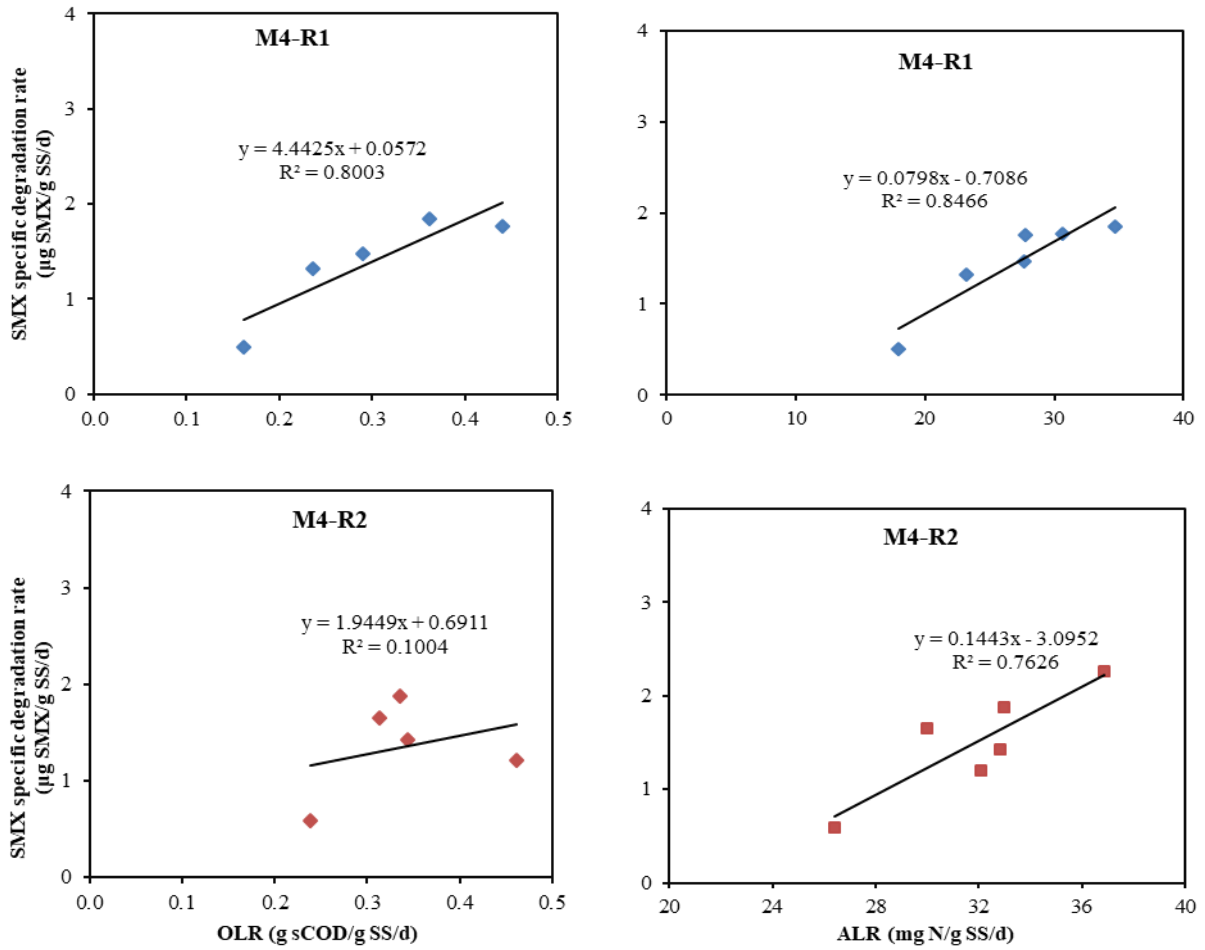 M4-R1
SMX specific degradation rate
(µg SMX/g SS/d)
y = 4.4425x + 0.0572
R² = 0.8003
4
3
2
1
0
0.0 0.1 0.2 0.3 0.4 0.5
M4-R1
y = 0.0798x - 0.7086
R² = 0.8466
4
3
2
1
0
0 10 20 30 40
M4-R2
SMX specific degradation rate
(µg SMX/g SS/d)
y = 1.9449x + 0.6911
R² = 0.1004
4
3
2
1
0
0.0 0.1 0.2 0.3 0.4 0.5
OLR (g sCOD/g SS/d)
M4-R2
y = 0.1443x - 3.0952
R² = 0.7626
4
3
2
1
0
20 24 28 32 36 40
ALR (mg N/g SS/d)